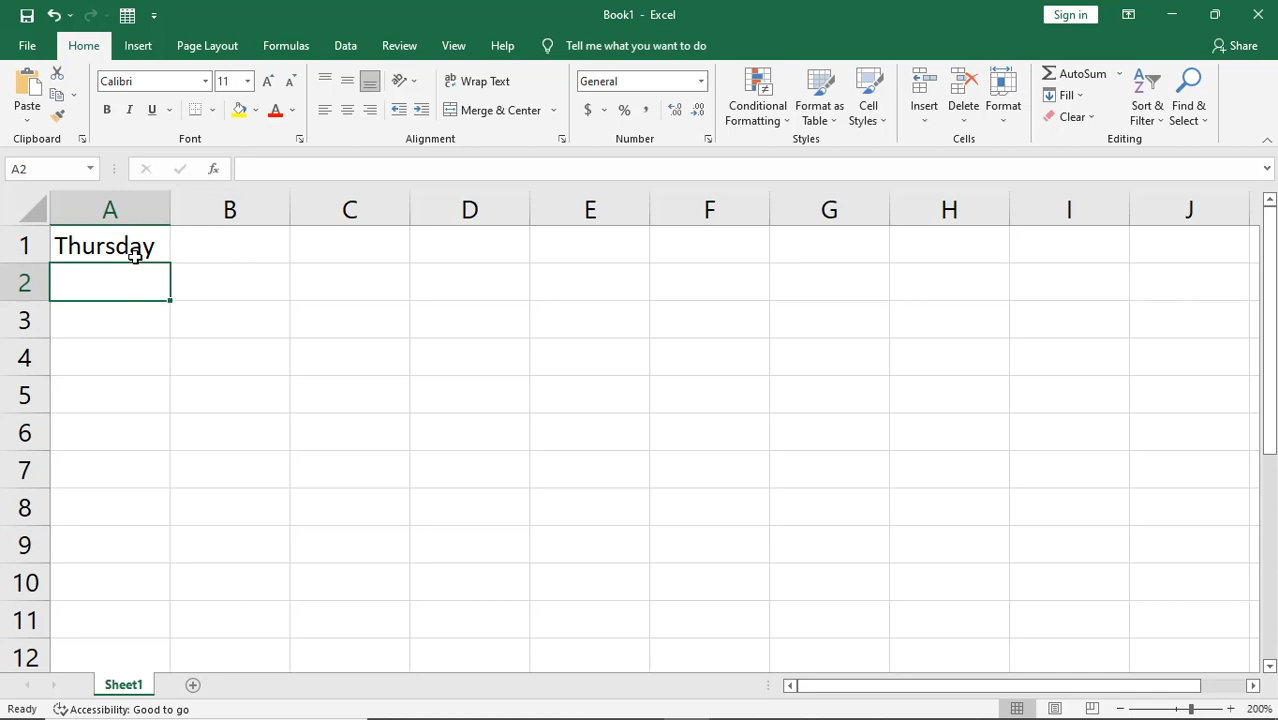 Book1 - Excel
Sign in
File Home Insert Page Layout Formulas Data Review View Help Tell me what you want to do Share
Paste
Calibri 11
B I U A
Wrap Text
Merge & Center
General
$ % ,
Conditional Formatting
Format as Table
Cell Styles
Insert
Delete
Format
AutoSum
Fill
Clear
Sort & Filter
Find & Select
Clipboard Font Alignment Number Styles Cells Editing
A2 fx
A B C D E F G H I J
1 Thursday
2
3
4
5
6
7
8
9
10
11
12
Sheet1
Ready Accessibility: Good to go 200%